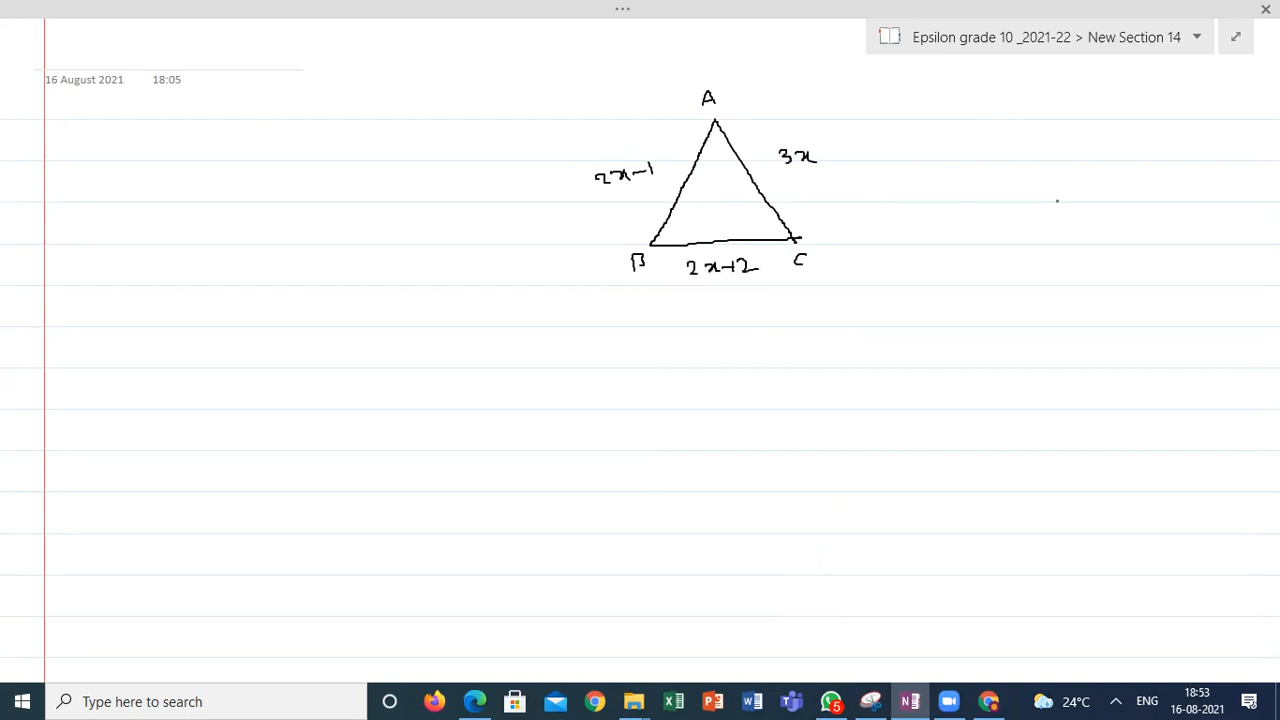 Epsilon grade 10 _2021-22 > New Section 14
16 August 2021 18:05
A
2x-1
3x
B
2x+2
C
Type here to search
5
24°C
ENG
18:53
16-08-2021